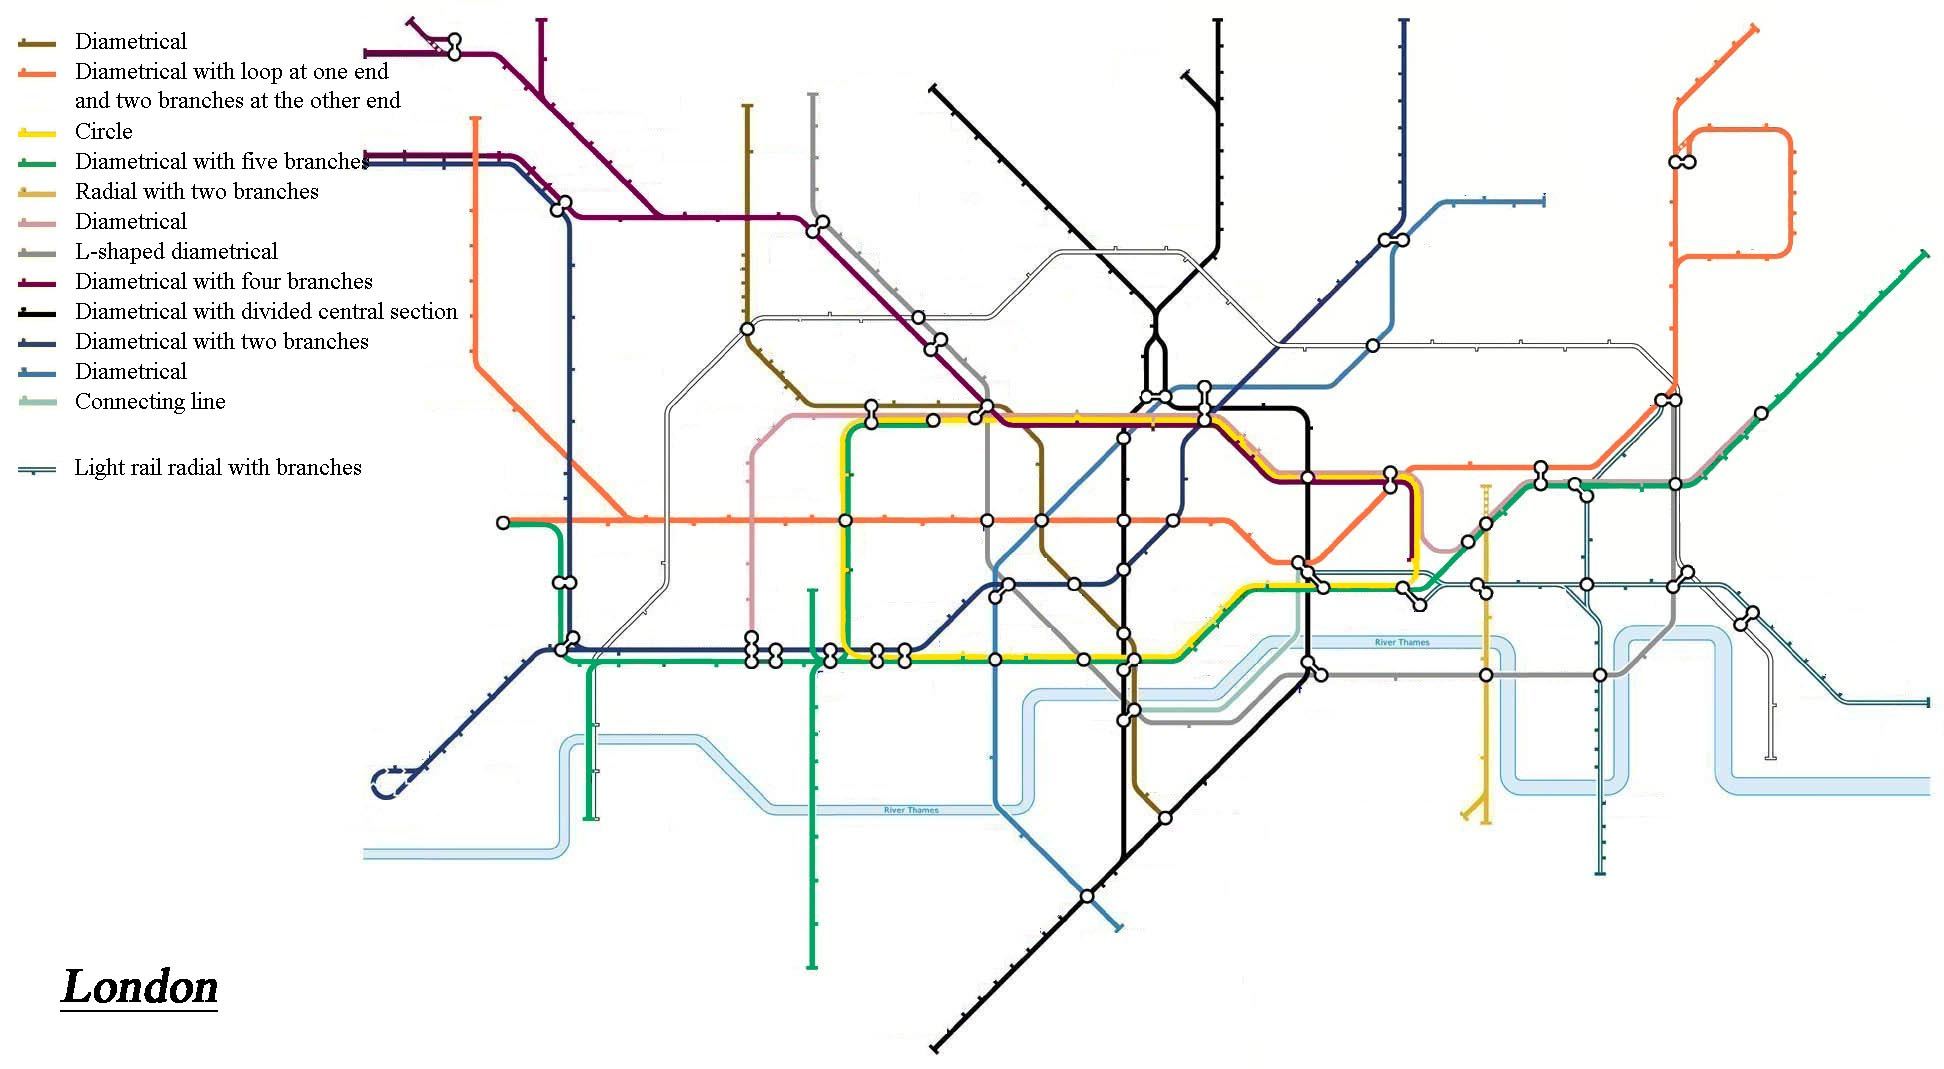 Diametrical
Diametrical with loop at one end
and two branches at the other end
Circle
Diametrical with five branches
Radial with two branches
Diametrical
L-shaped diametrical
Diametrical with four branches
Diametrical with divided central section
Diametrical with two branches
Diametrical
Connecting line
Light rail radial with branches
River Thames
River Thames
London